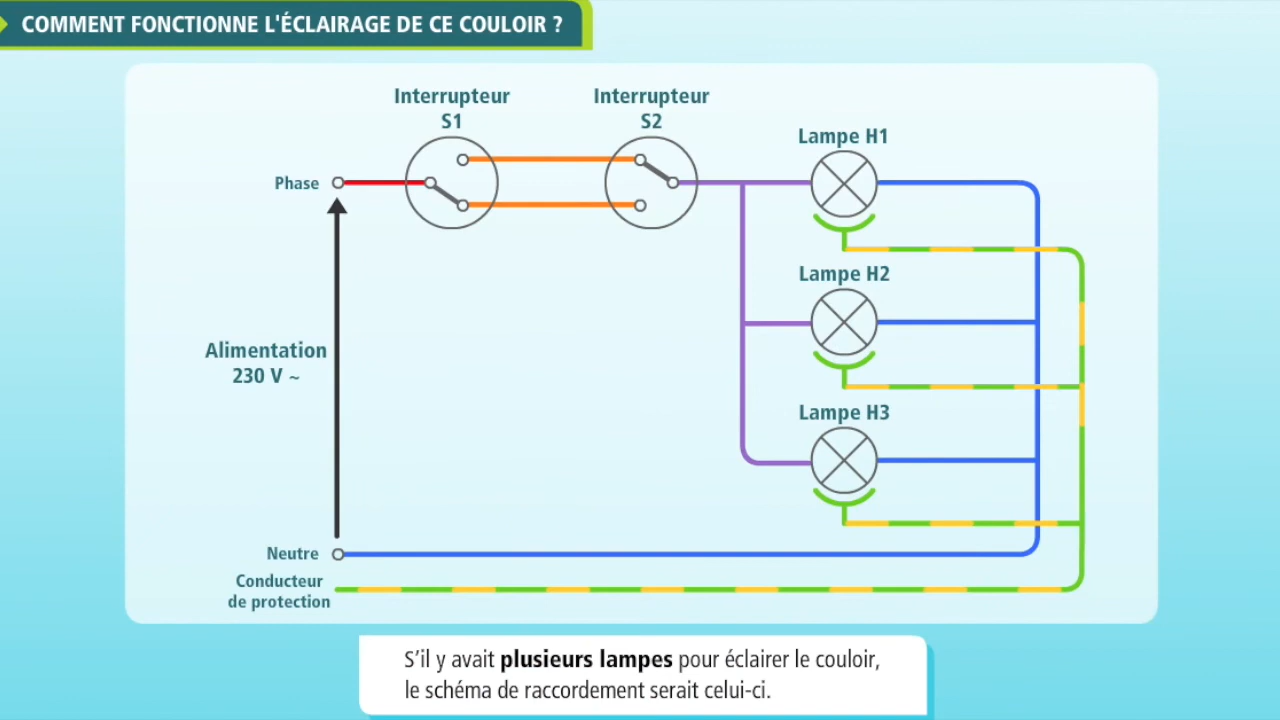 COMMENT FONCTIONNE L'ÉCLAIRAGE DE CE COULOIR ?
Interrupteur
S1
Interrupteur
S2
Lampe H1
Phase
Lampe H2
Alimentation
230 V ~
Lampe H3
Neutre
Conducteur
de protection
S’il y avait plusieurs lampes pour éclairer le couloir,
le schéma de raccordement serait celui-ci.